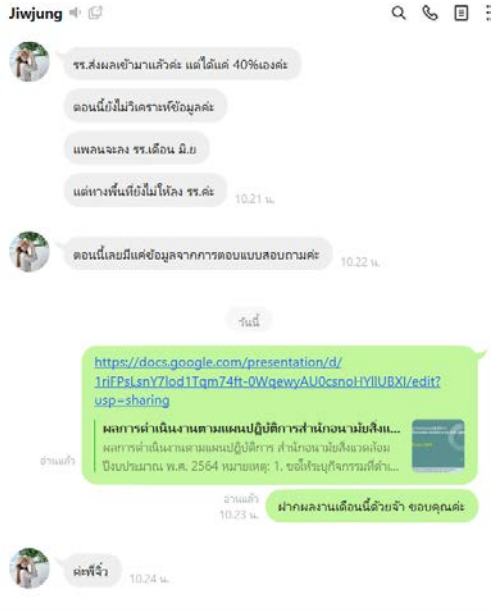 Jiwjung
รร.ส่งผลเข้ามาแล้วค่ะ แต่ได้แค่ 40%เองค่ะ
ตอนนี้ยังไม่วิเคราะห์ข้อมูลค่ะ
แพลนจะลง รร.เดือน มิ.ย
แต่ทางพื้นที่ยังไม่ให้ลง รร.ค่ะ
10.21 น.
ตอนนี้เลยมีแค่ข้อมูลจากการตอบแบบสอบถามค่ะ
10.22 น.
วันนี้
https://docs.google.com/presentation/d/
1riFPsLsnY7lod1Tqm74ft-0WqewyAU0csnoHYllUBXI/edit?
usp=sharing
ผลการดำเนินงานตามแผนปฏิบัติการสำนักอนามัยสิ่งแ...
ผลการดำเนินงานตามแผนปฏิบัติการ สำนักอนามัยสิ่งแวดล้อม
ปีงบประมาณ พ.ศ. 2564 หมายเหตุ: 1. ขอให้ระบุกิจกรรมที่ดำเ...
อ่านแล้ว
อ่านแล้ว
10.23 น.
ฝากผลงานเดือนนี้ด้วยจ้า ขอบคุณค่ะ
ค่ะพี่จิ๋ว
10.24 น.